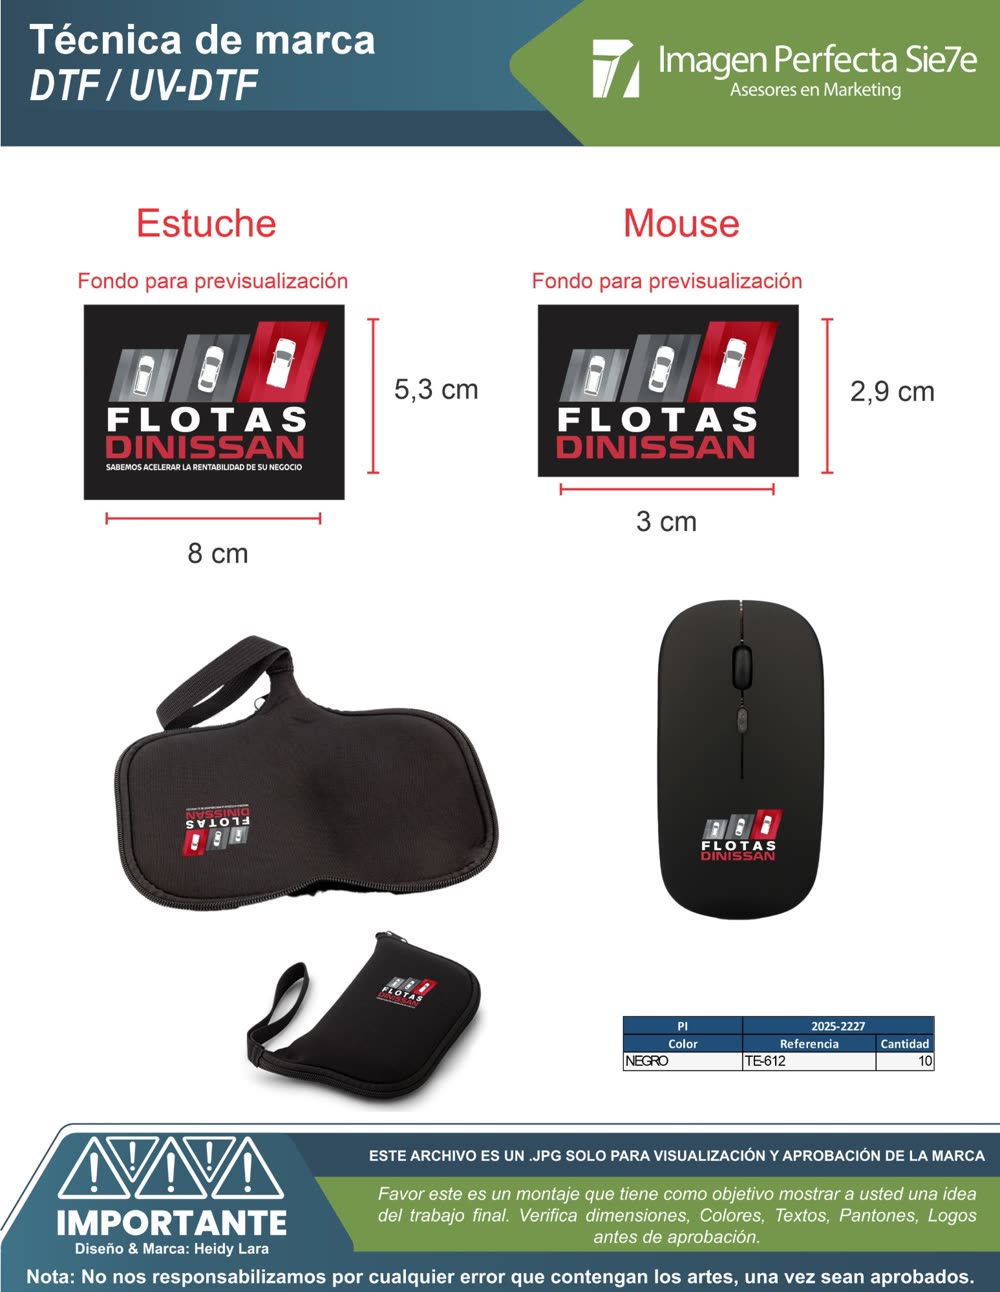 Técnica de marca
DTF / UV-DTF
Imagen Perfecta Sie7e
Asesores en Marketing
Estuche
Mouse
Fondo para previsualización
Fondo para previsualización
FLOTAS
DINISSAN
SABEMOS ACELERAR LA RENTABILIDAD DE SU NEGOCIO
5,3 cm
8 cm
FLOTAS
DINISSAN
2,9 cm
3 cm
FLOTAS
DINISSAN
FLOTAS
DINISSAN
FLOTAS
DINISSAN
PI 2025-2227
Color Referencia Cantidad
NEGRO TE-612 10
IMPORTANTE
Diseño & Marca: Heidy Lara
ESTE ARCHIVO ES UN .JPG SOLO PARA VISUALIZACIÓN Y APROBACIÓN DE LA MARCA
Favor este es un montaje que tiene como objetivo mostrar a usted una idea
del trabajo final. Verifica dimensiones, Colores, Textos, Pantones, Logos
antes de aprobación.
Nota: No nos responsabilizamos por cualquier error que contengan los artes, una vez sean aprobados.